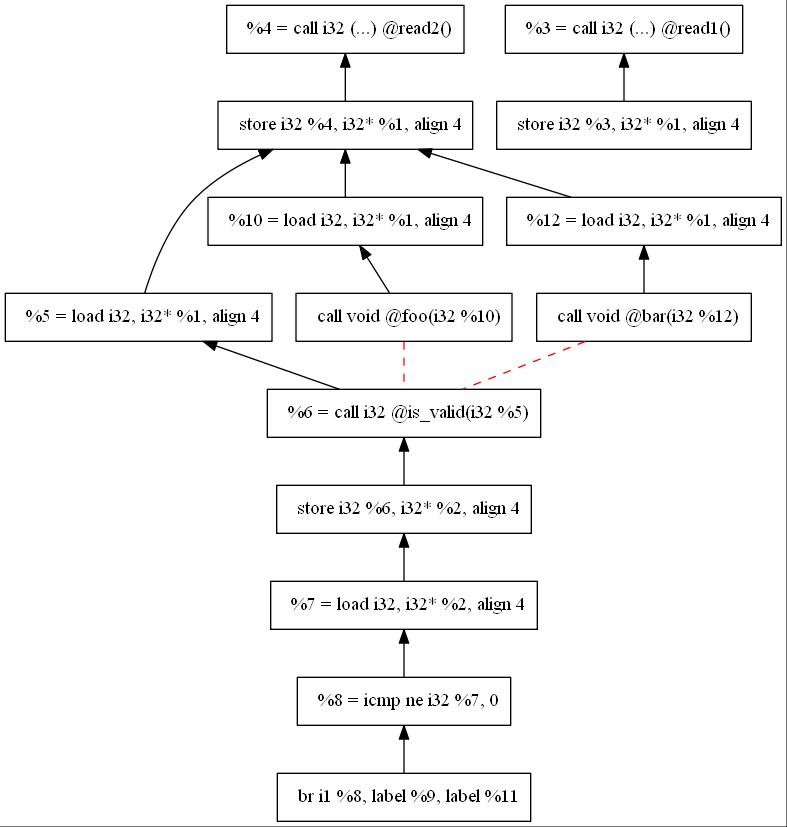 %4 = call i32 (...) @read2()
%3 = call i32 (...) @read1()
store i32 %4, i32* %1, align 4
store i32 %3, i32* %1, align 4
%10 = load i32, i32* %1, align 4
%12 = load i32, i32* %1, align 4
%5 = load i32, i32* %1, align 4
call void @foo(i32 %10)
call void @bar(i32 %12)
%6 = call i32 @is_valid(i32 %5)
store i32 %6, i32* %2, align 4
%7 = load i32, i32* %2, align 4
%8 = icmp ne i32 %7, 0
br i1 %8, label %9, label %11